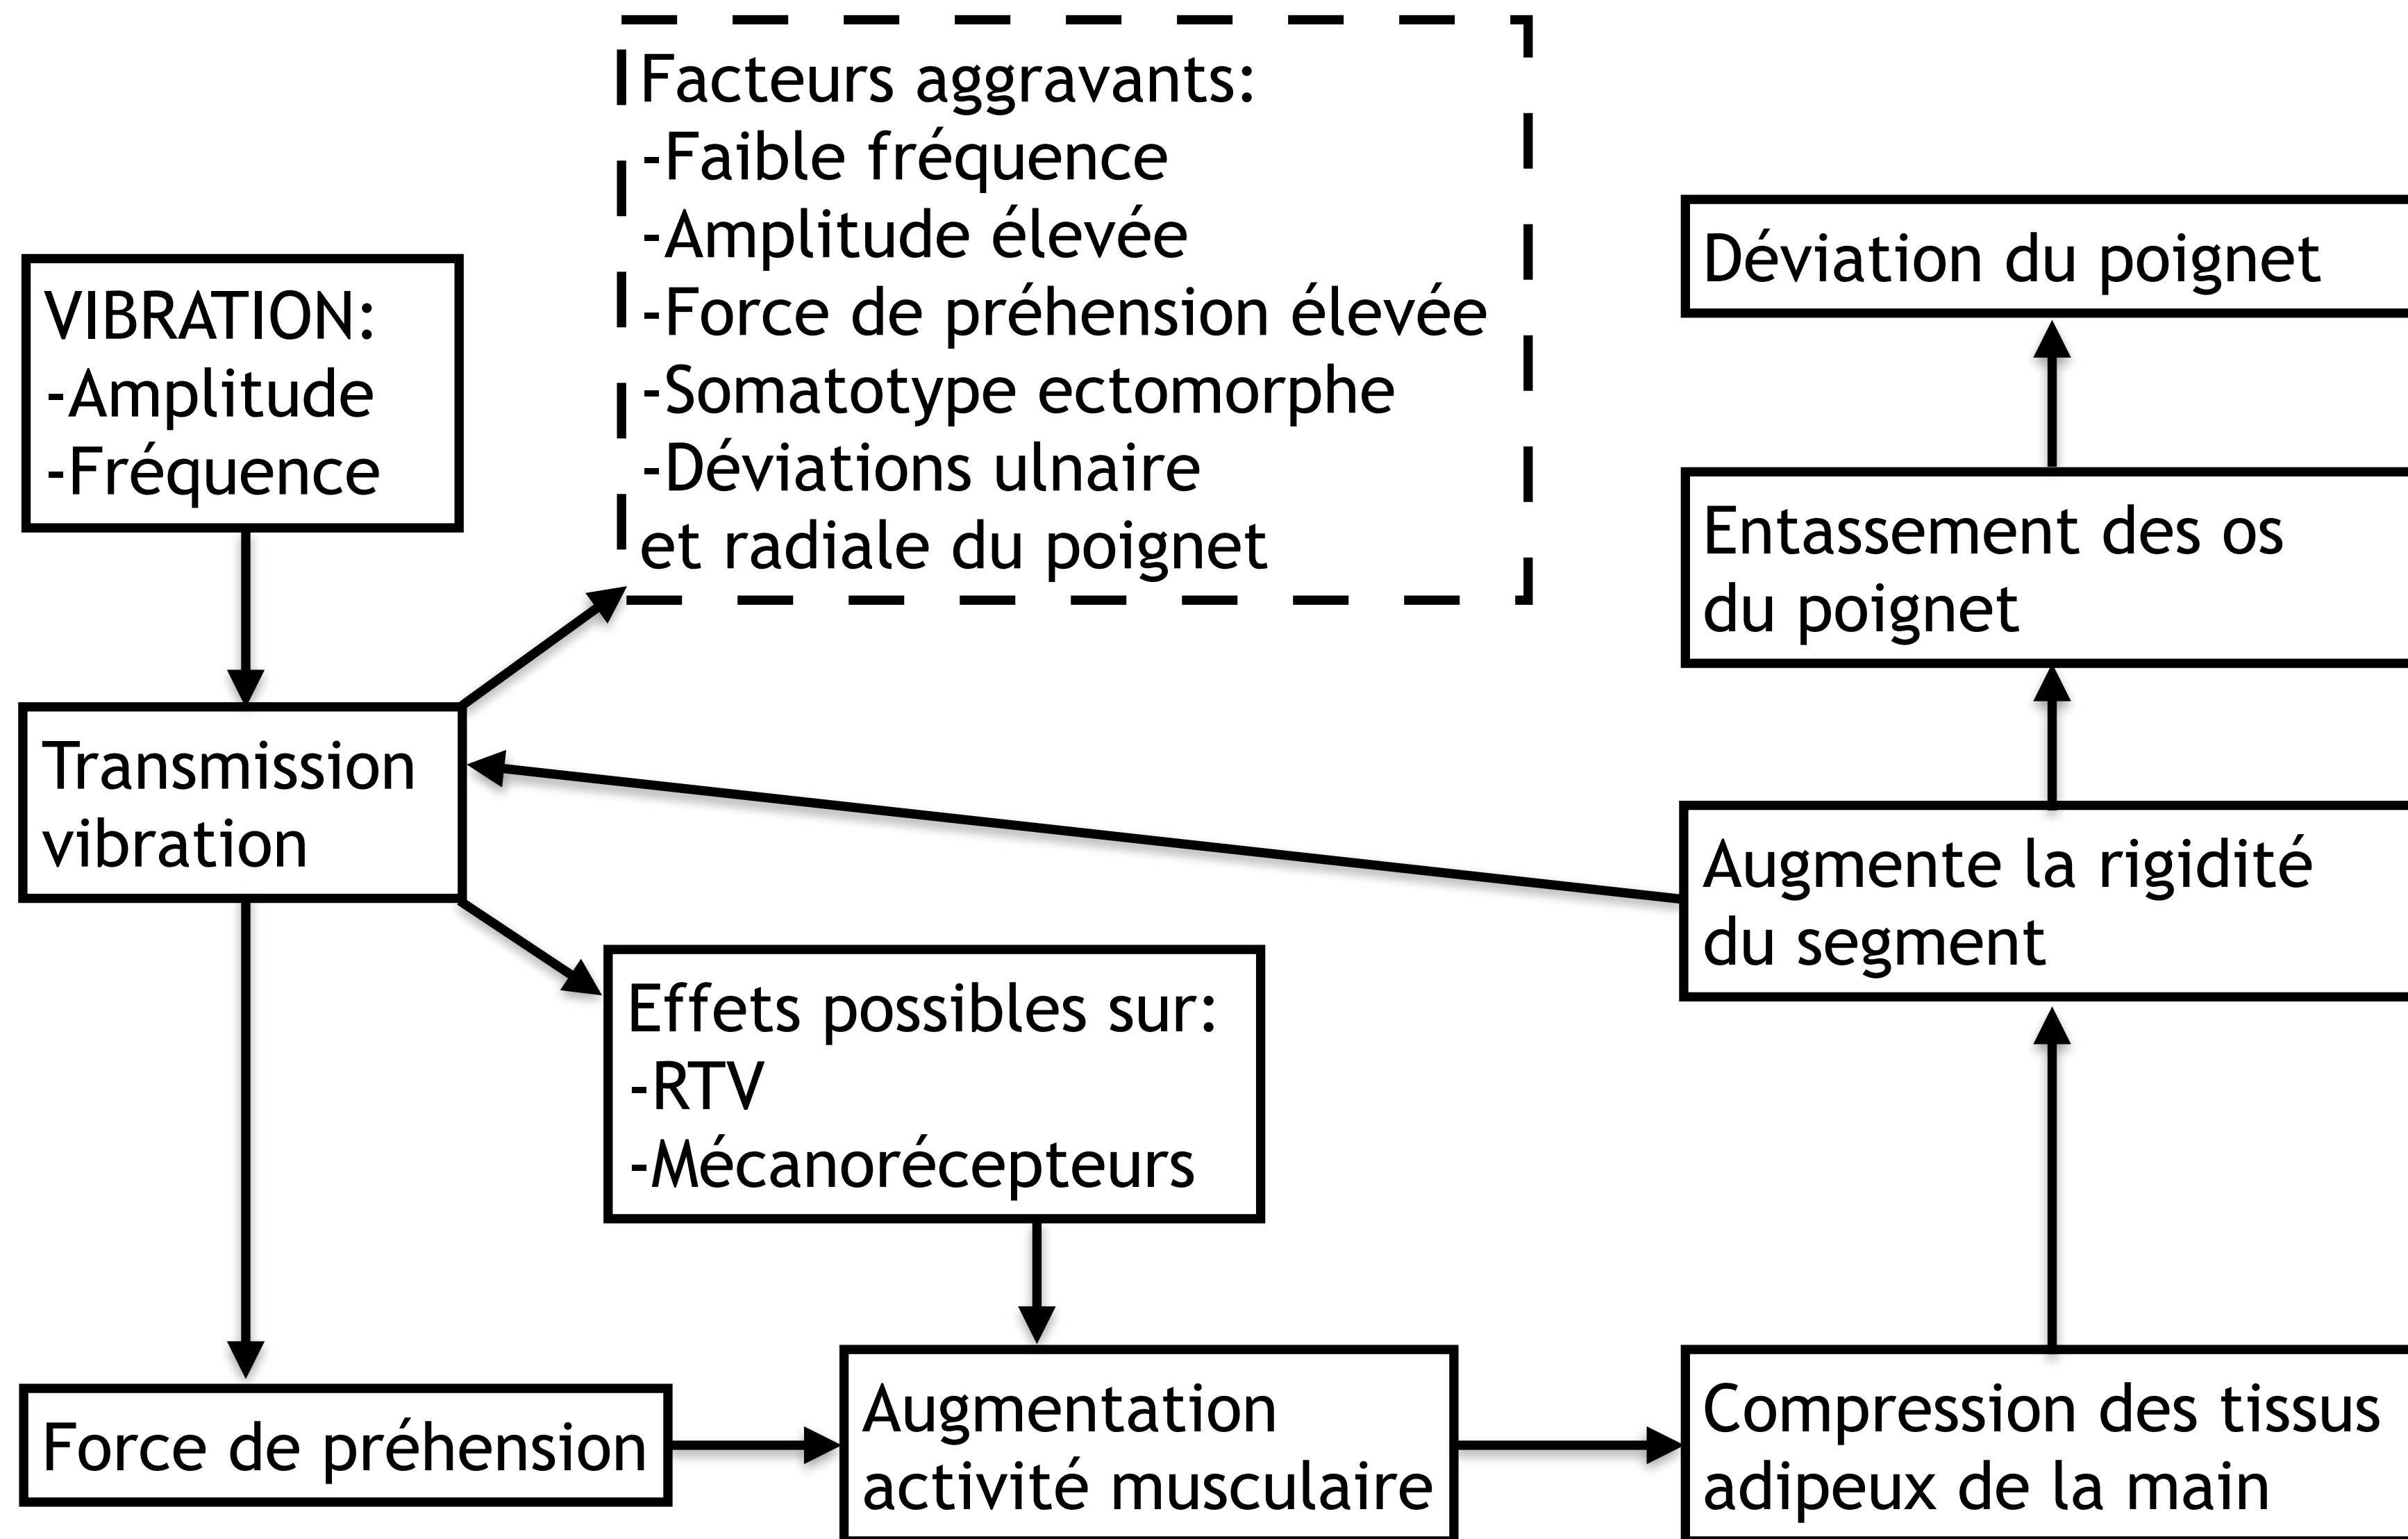 Facteurs aggravants:
-Faible fréquence
-Amplitude élevée
-Force de préhension élevée
-Somatotype ectomorphe
-Déviations ulnaire
et radiale du poignet
VIBRATION:
-Amplitude
-Fréquence
Déviation du poignet
Entassement des os
du poignet
Transmission
vibration
Augmente la rigidité
du segment
Effets possibles sur:
-RTV
-Mécanorécepteurs
Force de préhension
Augmentation
activité musculaire
Compression des tissus
adipeux de la main